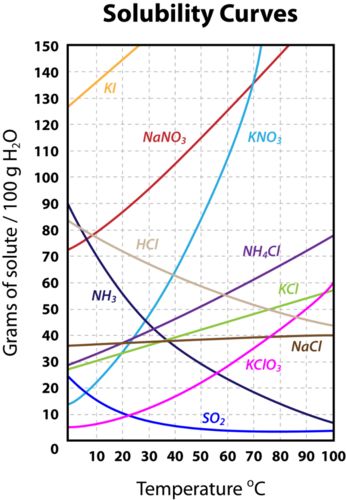 Solubility Curves
Grams of solute / 100 g H₂O
150
140
130
120
110
100
90
80
70
60
50
40
30
20
10
0
KI
NaNO₃
KNO₃
HCl
NH₄Cl
NH₃
KCl
NaCl
KClO₃
SO₂
10 20 30 40 50 60 70 80 90 100
Temperature °C